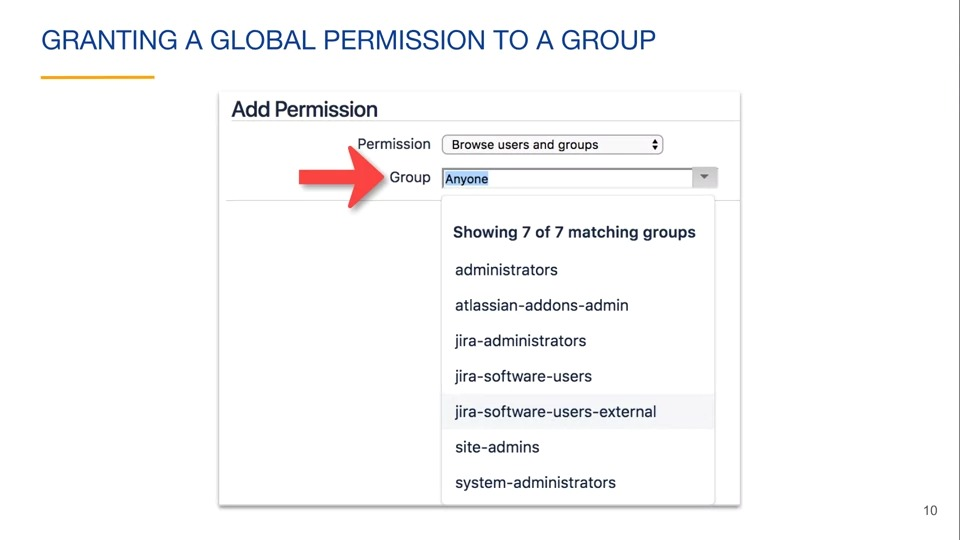 GRANTING A GLOBAL PERMISSION TO A GROUP
Add Permission
Permission Browse users and groups
Group Anyone
Showing 7 of 7 matching groups
administrators
atlassian-addons-admin
jira-administrators
jira-software-users
jira-software-users-external
site-admins
system-administrators
10